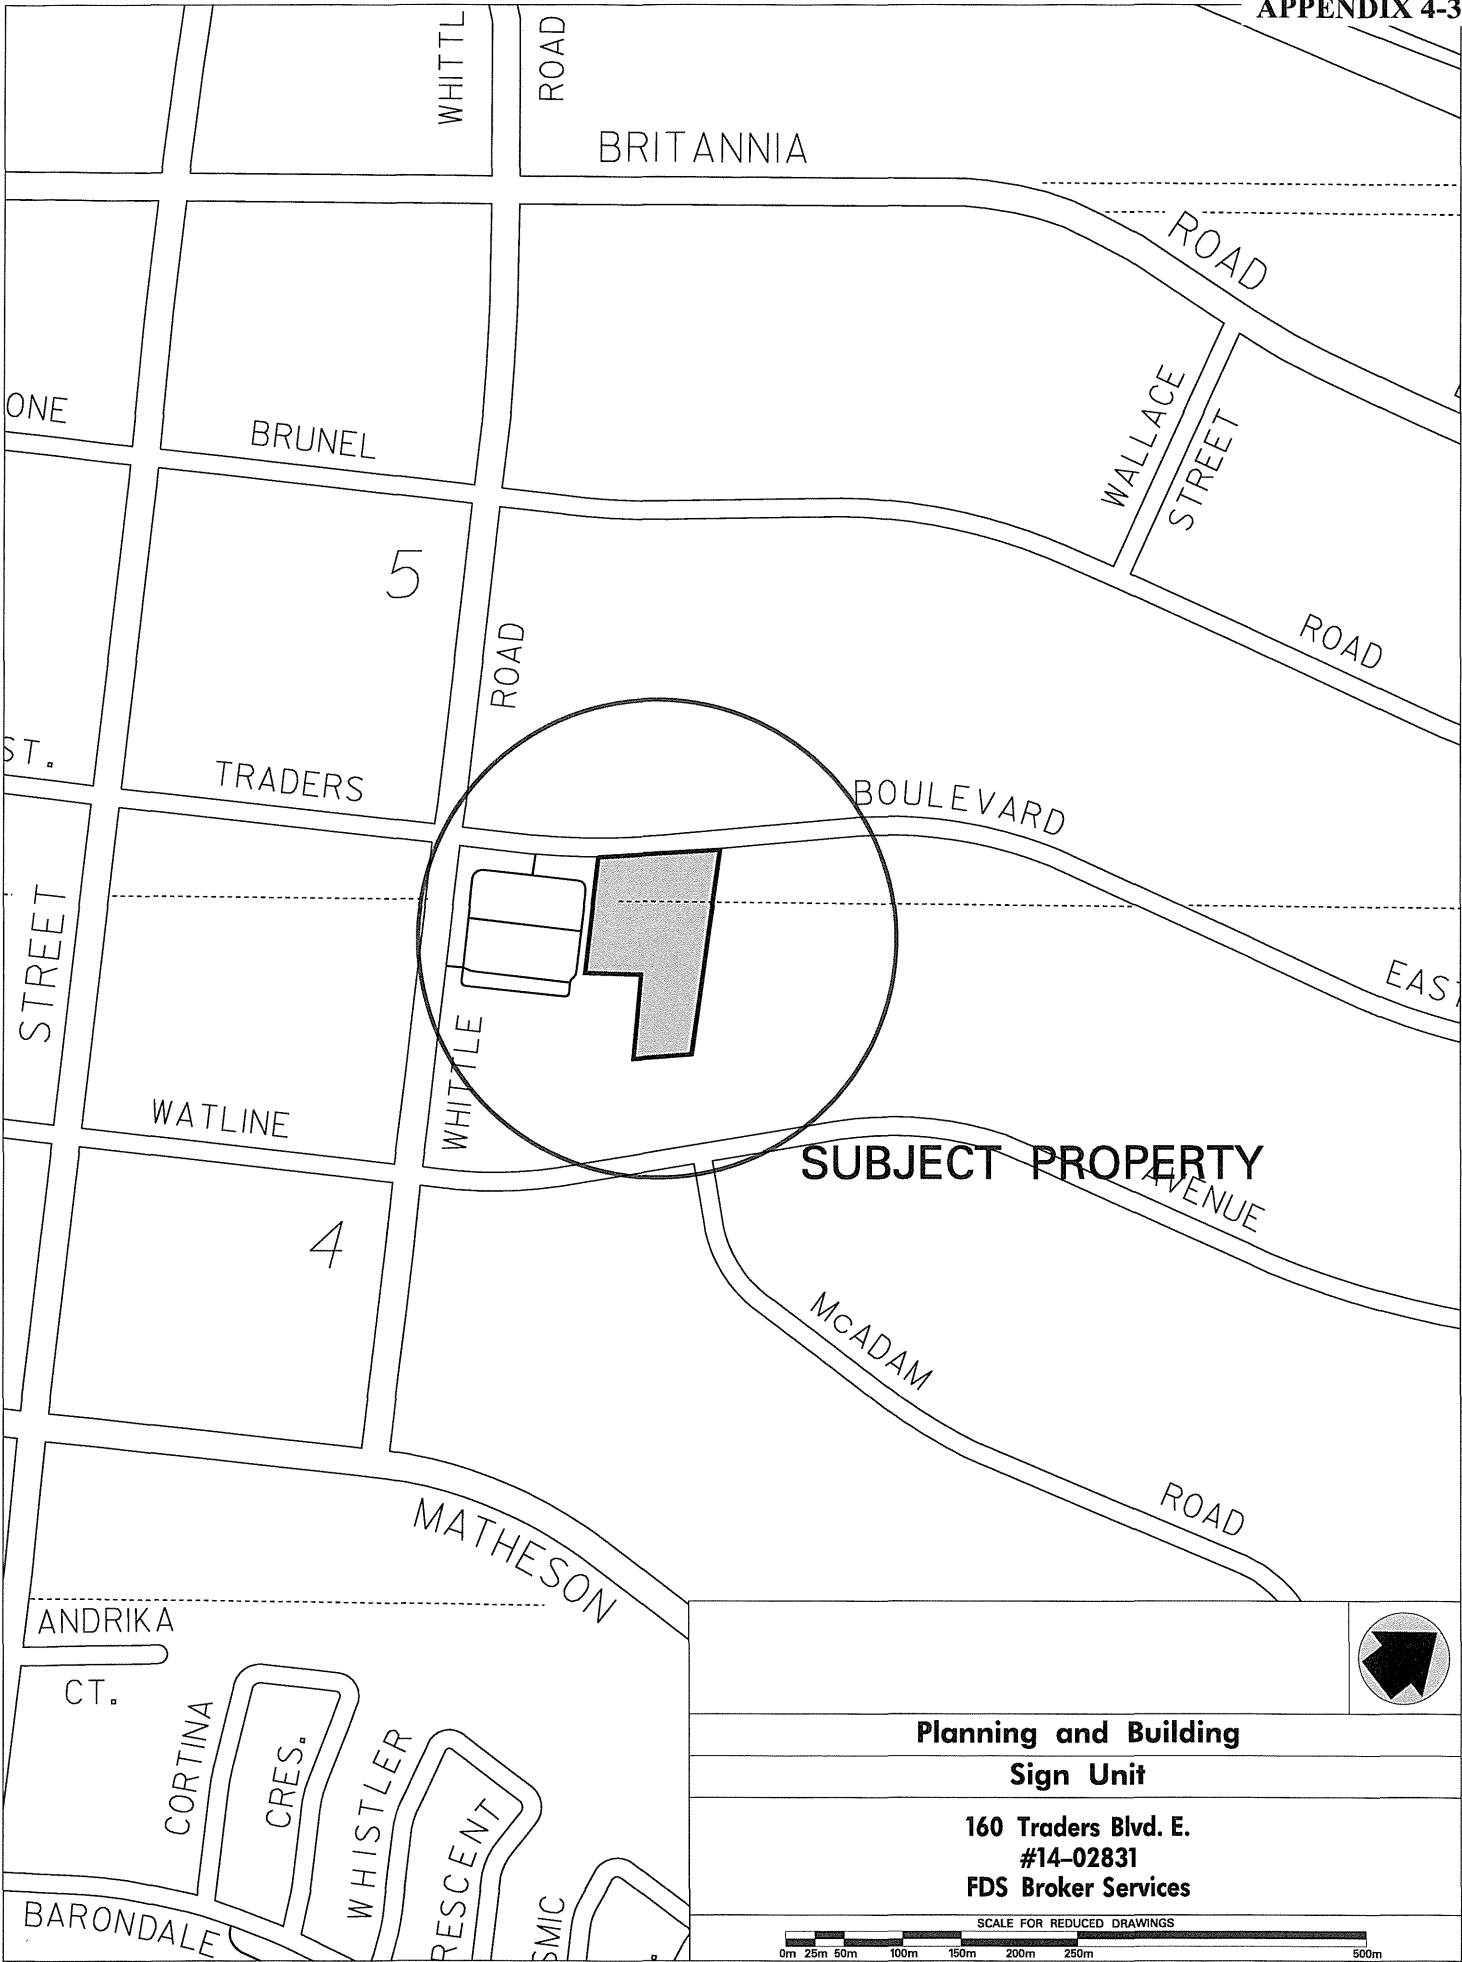 APPENDIX 4-3
WHITTL
ROAD
BRITANNIA
ROAD
WALLACE
STREET
ONE
BRUNEL
5
ROAD
ROAD
ST.
TRADERS
BOULEVARD
STREET
EAST
WHITTLE
WATLINE
SUBJECT PROPERTY
AVENUE
4
McADAM
ROAD
MATHESON
ANDRIKA
CT.
CORTINA
CRES.
WHISTLER
RESCENT
SMIC
BARONDALE
Planning and Building
Sign Unit
160 Traders Blvd. E.
#14-02831
FDS Broker Services
SCALE FOR REDUCED DRAWINGS
0m 25m 50m 100m 150m 200m 250m 500m